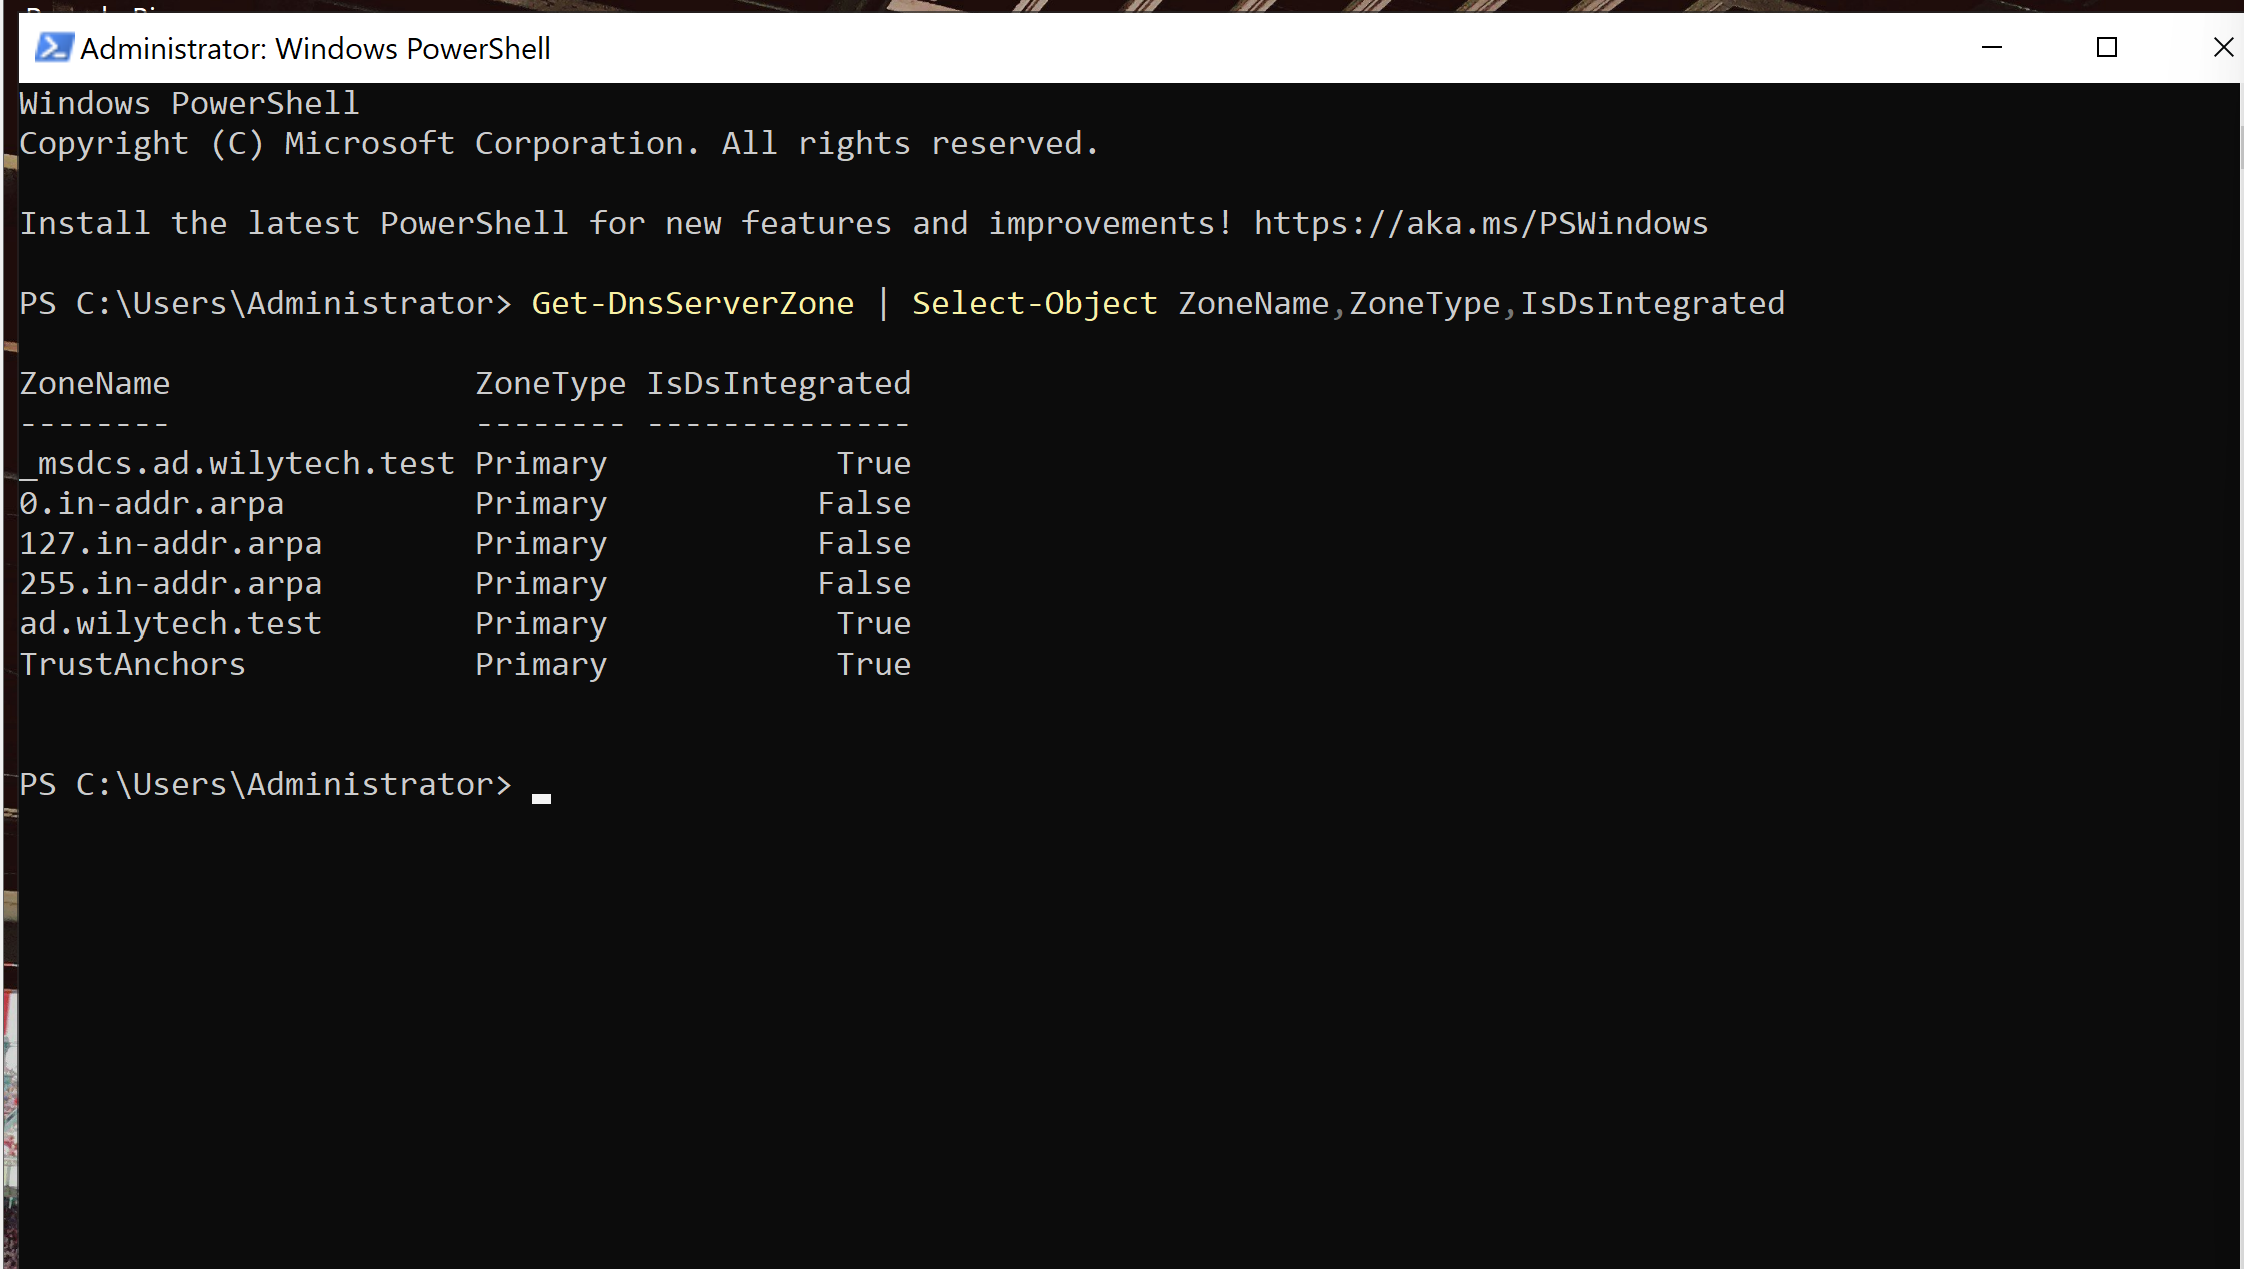 Administrator: Windows PowerShell
Windows PowerShell
Copyright (C) Microsoft Corporation. All rights reserved.
Install the latest PowerShell for new features and improvements! https://aka.ms/PSWindows
PS C:\Users\Administrator> Get-DnsServerZone | Select-Object ZoneName,ZoneType,IsDsIntegrated
ZoneName ZoneType IsDsIntegrated
-------- -------- --------------
_msdcs.ad.wilytech.test Primary True
0.in-addr.arpa Primary False
127.in-addr.arpa Primary False
255.in-addr.arpa Primary False
ad.wilytech.test Primary True
TrustAnchors Primary True
PS C:\Users\Administrator>